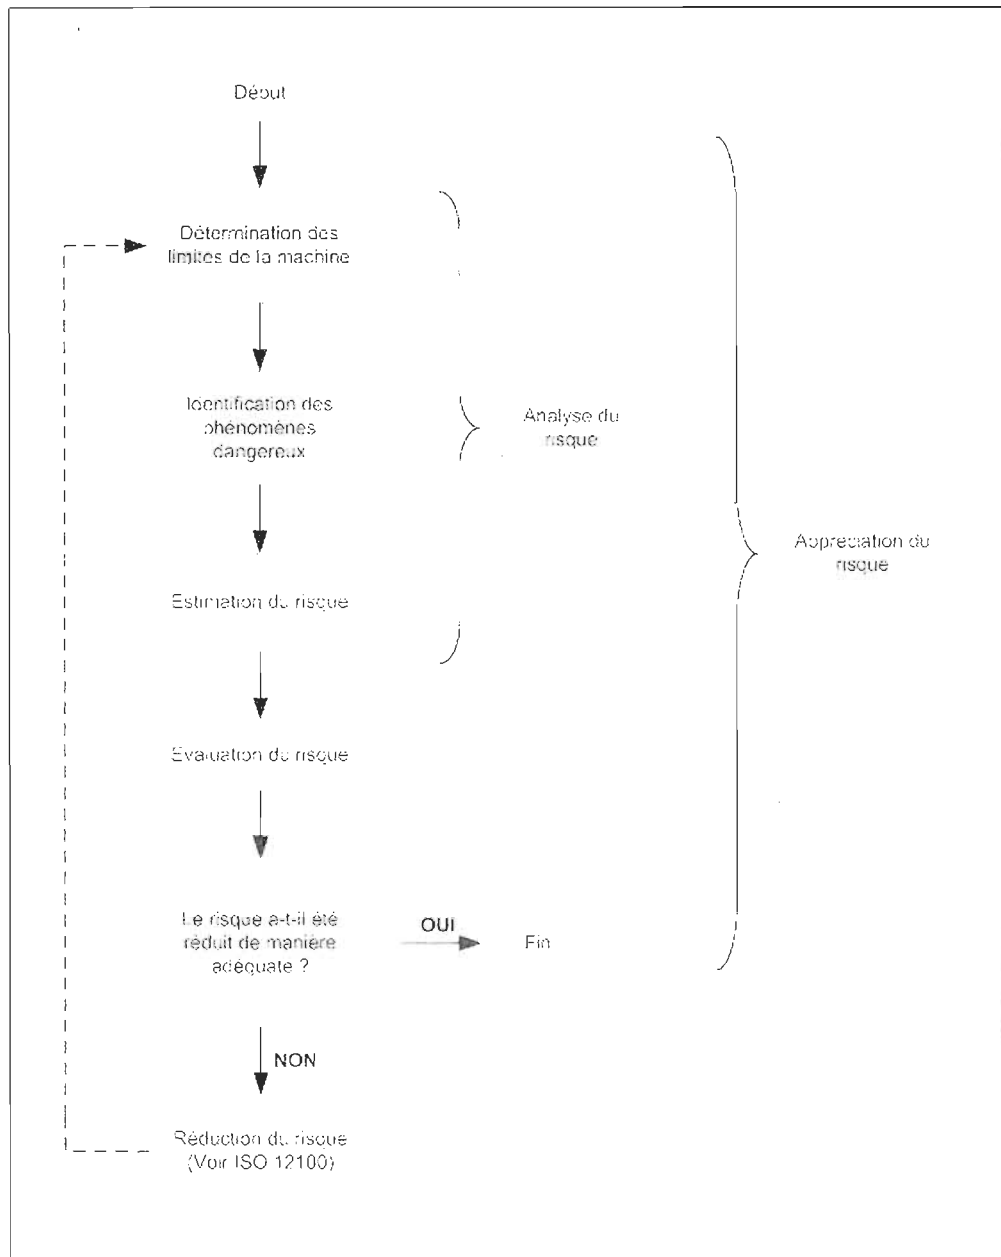 Début
Détermination des
limites de la machine
Identification des
phénomènes
dangereux
Analyse du
risque
Appréciation du
risque
Estimation du risque
Evaluation du risque
Le risque a-t-il été
réduit de manière
adéquate ?
OUI
Fin
NON
Réduction du risque
(Voir ISO 12100)